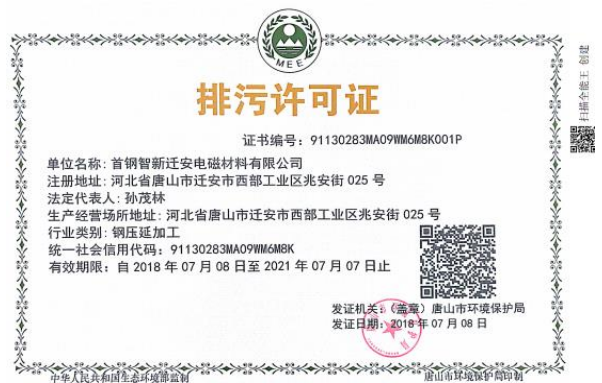 MEE
排污许可证
证书编号：91130283MA09WM6M8K001P
单位名称：首钢智新迁安电磁材料有限公司
注册地址：河北省唐山市迁安市西部工业区兆安街 025 号
法定代表人：孙茂林
生产经营场所地址：河北省唐山市迁安市西部工业区兆安街 025 号
行业类别：钢压延加工
统一社会信用代码：91130283MA09WM6M8K
有效期限：自 2018 年 07 月 08 日至 2021 年 07 月 07 日止
发证机关：（盖章）唐山市环境保护局
发证日期：2018 年 07 月 08 日
中华人民共和国生态环境部监制
唐山市环境保护局印制
扫描全能王 创建